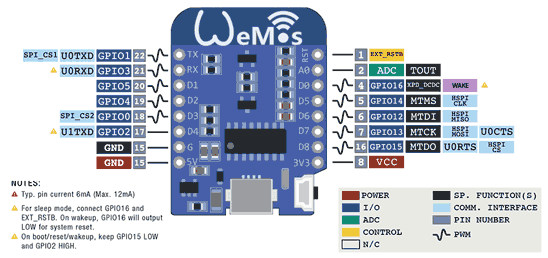 WeMos
SPI_CS1 U0TXD GPIO1 22 TX RST 1 EXT_RSTB
U0RXD GPIO3 21 RX A0 2 ADC TOUT
GPIO5 20 D1 D0 4 GPIO16 XPD_DCDC WAKE
GPIO4 19 D2 D5 5 GPIO14 MTMS HSPI CLK
SPI_CS2 GPIO0 18 D3 D6 6 GPIO12 MTDI HSPI MISO
U1TXD GPIO2 17 D4 D7 7 GPIO13 MTCK HSPI MOSI U0CTS
GND 15 G D8 16 GPIO15 MTDO U0RTS HSPI CS
GND 15 5V 3V3 8 VCC
NOTES:
Typ. pin current 6mA (Max. 12mA)
For sleep mode, connect GPIO16 and
EXT_RSTB. On wakeup, GPIO16 will output
LOW for system reset.
On boot/reset/wakeup, keep GPIO15 LOW
and GPIO2 HIGH.
POWER SP. FUNCTION(S)
I/O COMM. INTERFACE
ADC PIN NUMBER
CONTROL PWM
N/C